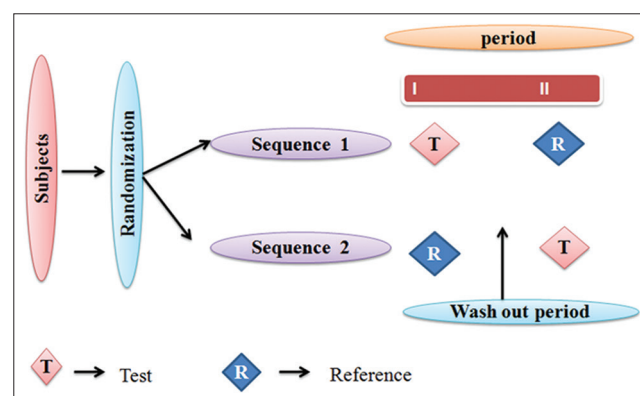 period
I II
Subjects
Randomization
Sequence 1 T R
Sequence 2 R T
Wash out period
T Test R Reference